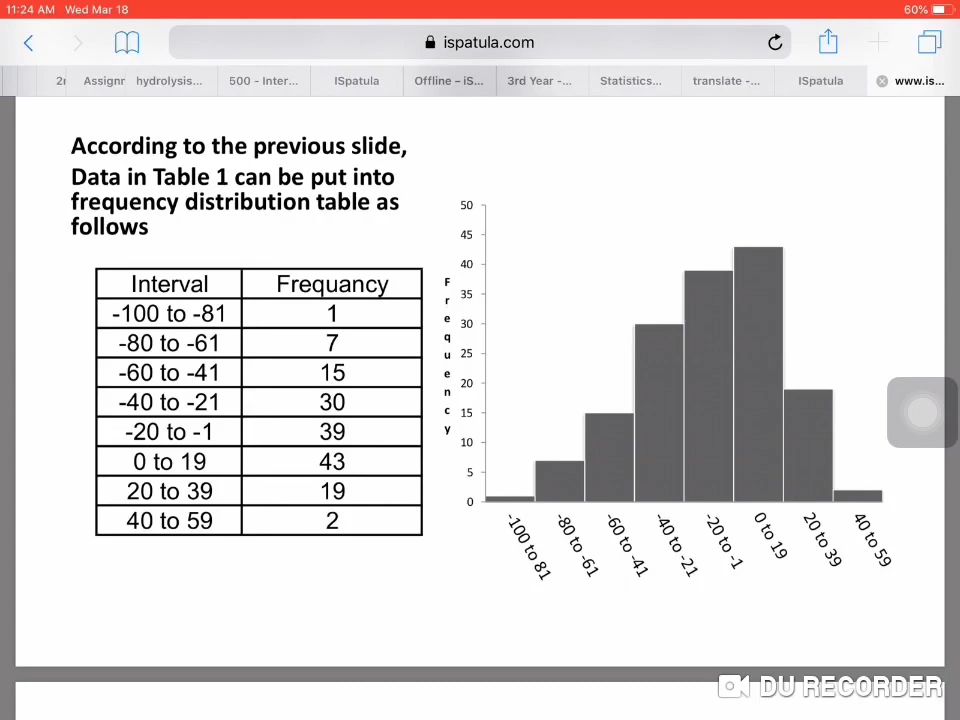 11:24 AM Wed Mar 18
60%
ispatula.com
2r
Assignr
hydrolysis...
500 - Inter...
ISpatula
Offline – iS...
3rd Year -...
Statistics...
translate -...
ISpatula
www.is...
According to the previous slide,
Data in Table 1 can be put into
frequency distribution table as
follows
Interval Frequancy
-100 to -81 1
-80 to -61 7
-60 to -41 15
-40 to -21 30
-20 to -1 39
0 to 19 43
20 to 39 19
40 to 59 2
Frequency
50
45
40
35
30
25
20
15
10
5
0
-100 to 81
-80 to -61
-60 to -41
-40 to -21
-20 to -1
0 to 19
20 to 39
40 to 59
DU RECORDER